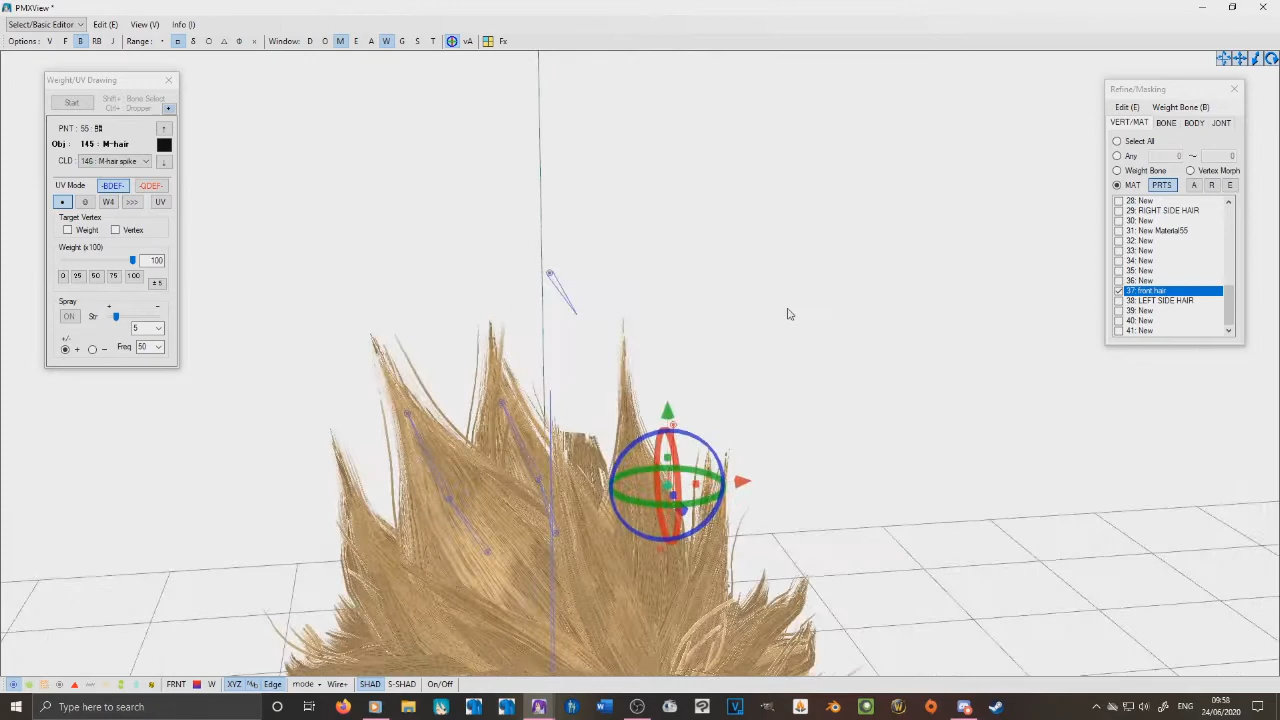 PMXView *
Select/Basic Editor Edit (E) View (V) Info (I)
Options: V F B RB J Range: Window: D O M E A W G S T vA Fx
Weight/UV Drawing
Start Shift+ : Bone Select
Ctrl+ : Dropper
PNT : 55 :
Obj : 145 : M-hair
CLD : 146 : M-hair spike
UV Mode -BDEF- -QDEF-
W4 >>> UV
Target Vertex
Weight Vertex
Weight (x100)
100
0 25 50 75 100 ± 5
Spray + -
ON Str
5
+/-
+ - Freq 50
Refine/Masking
Edit (E) Weight Bone (B)
VERT/MAT BONE BODY JONT
Select All
Any 0 ~ 0
Weight Bone Vertex Morph
MAT PRTS A R E
28: New
29: RIGHT SIDE HAIR
30: New
31: New Material55
32: New
33: New
34: New
35: New
36: New
37: front hair
38: LEFT SIDE HAIR
39: New
40: New
41: New
FRNT W XYZ Edge mode Wire+ SHAD S-SHAD On/Off
Type here to search
ENG
09:58
24/06/2020